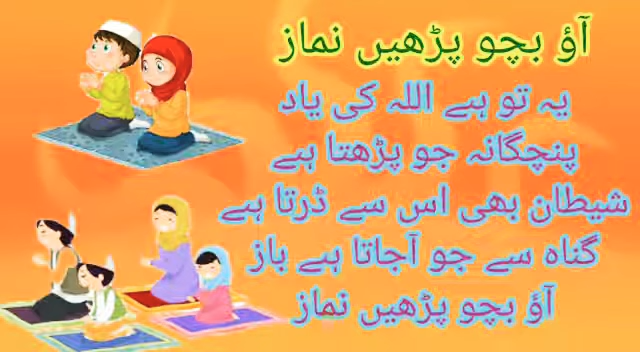 آؤ بچو پڑھیں نماز
یہ تو ہے اللہ کی یاد
پنچگانہ جو پڑھتا ہے
شیطان بھی اس سے ڈرتا ہے
گناہ سے جو آجاتا ہے باز
آؤ بچو پڑھیں نماز